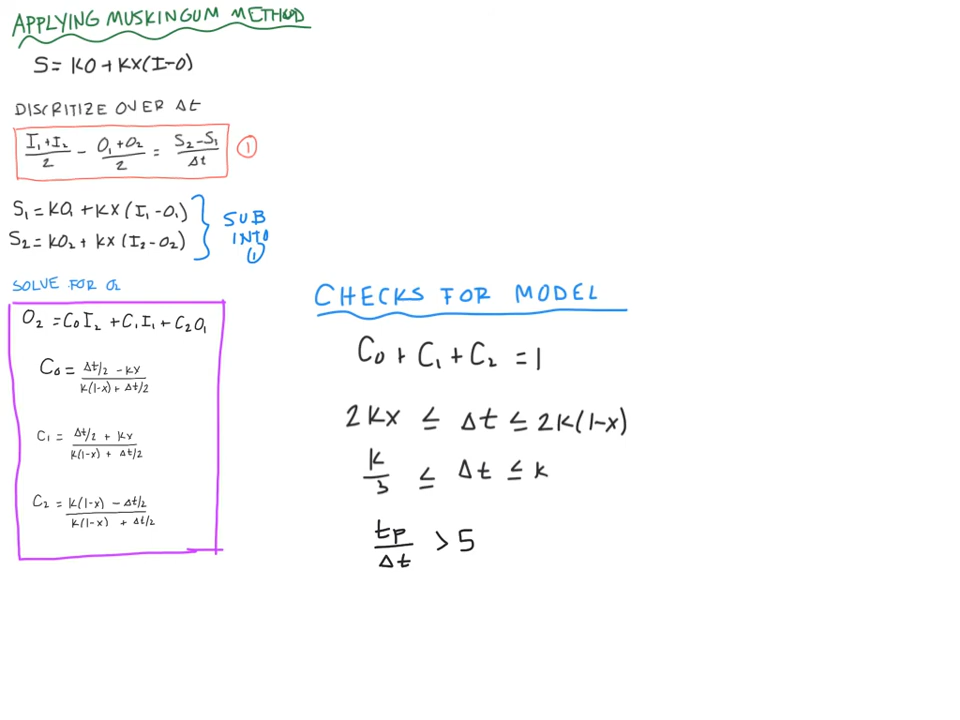 APPLYING MUSKINGUM METHOD
S = KO + KX(I-O)
DISCRITIZE OVER Δt
(I₁+I₂)/2 - (O₁+O₂)/2 = (S₂-S₁)/Δt ①
S₁ = KO₁ + KX (I₁-O₁)
S₂ = KO₂ + KX (I₂-O₂)
SUB
INTO
①
SOLVE FOR O₂
O₂ = C₀I₂ + C₁I₁ + C₂O₁
C₀ = (Δt/2 - KX)/(K(1-X) + Δt/2)
C₁ = (Δt/2 + KX)/(K(1-X) + Δt/2)
C₂ = (K(1-X) - Δt/2)/(K(1-X) + Δt/2)
CHECKS FOR MODEL
C₀ + C₁ + C₂ = 1
2KX ≤ Δt ≤ 2K(1-X)
K/3 ≤ Δt ≤ K
tp/Δt > 5